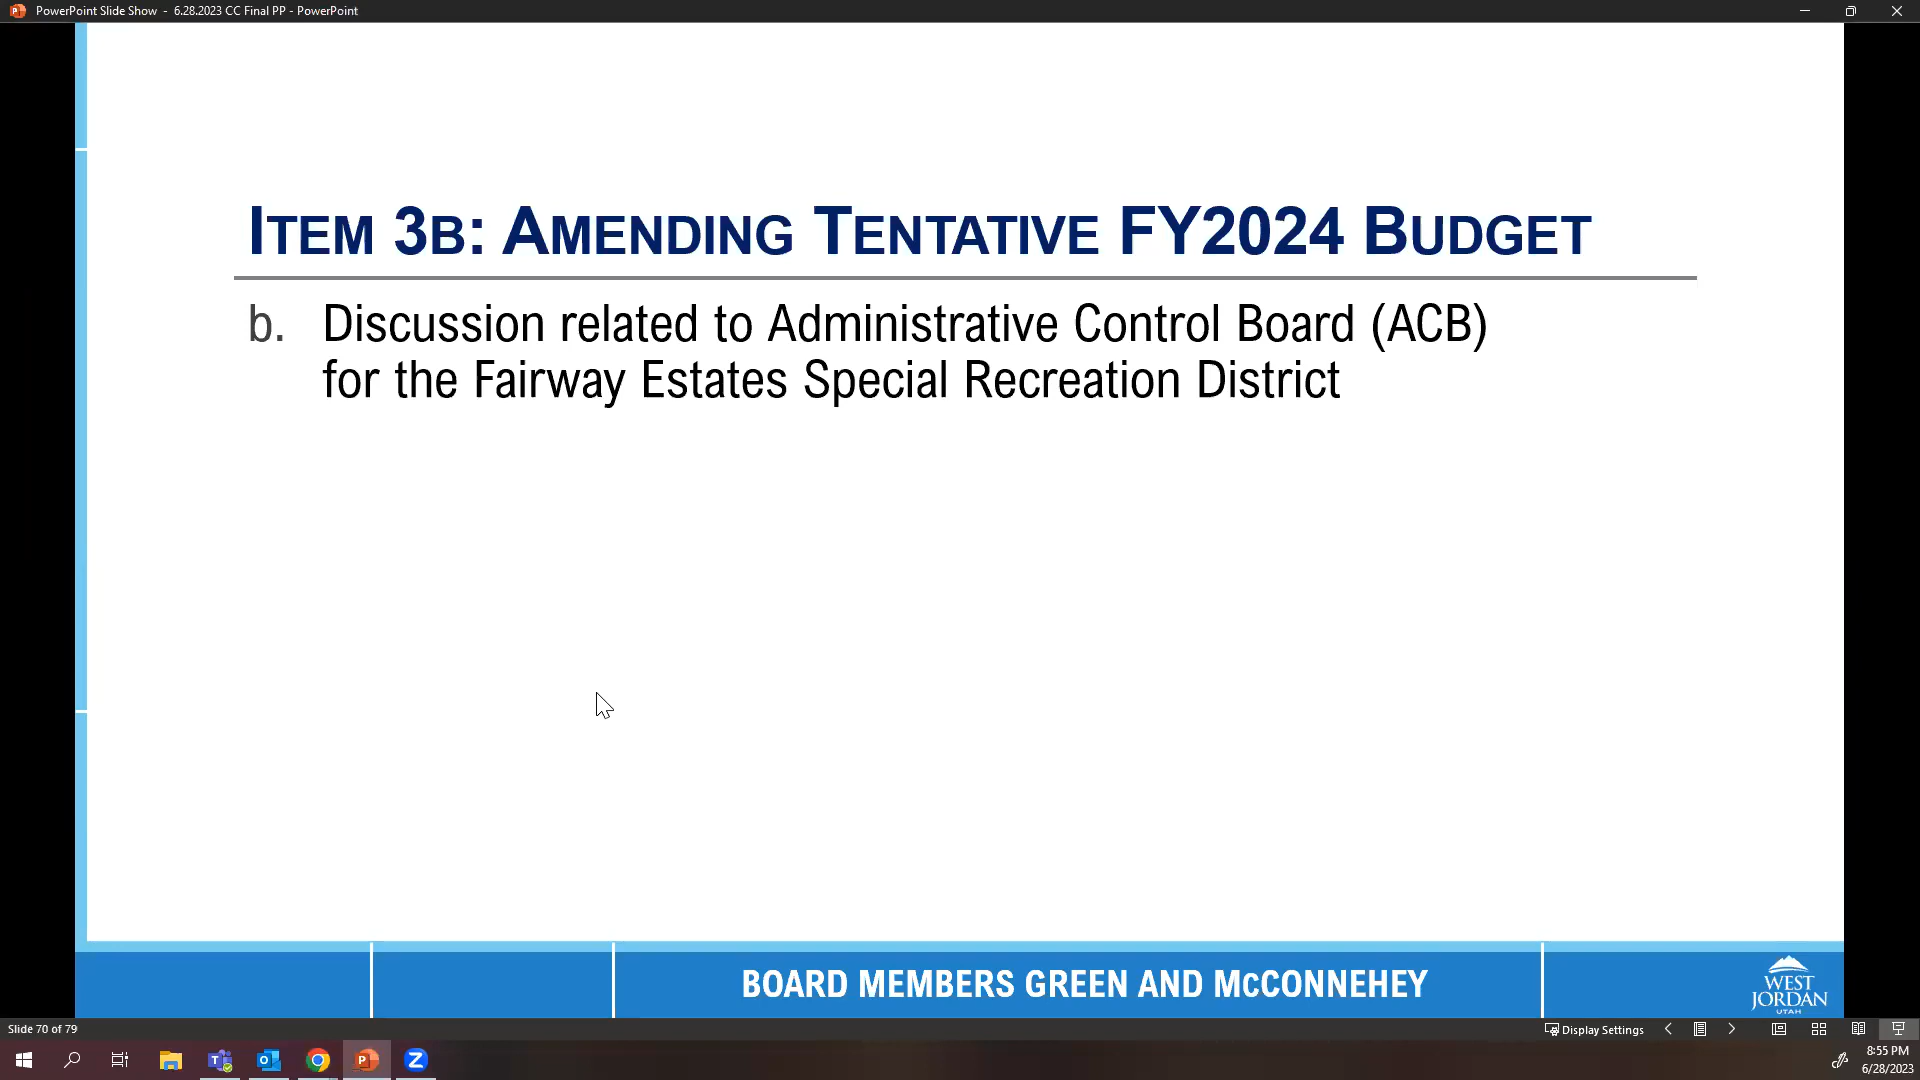 PowerPoint Slide Show - 6.28.2023 CC Final PP - PowerPoint
ITEM 3B: AMENDING TENTATIVE FY2024 BUDGET
b. Discussion related to Administrative Control Board (ACB)
for the Fairway Estates Special Recreation District
BOARD MEMBERS GREEN AND McCONNEHEY
WEST
JORDAN
UTAH
Slide 70 of 79
Display Settings
8:55 PM
6/28/2023